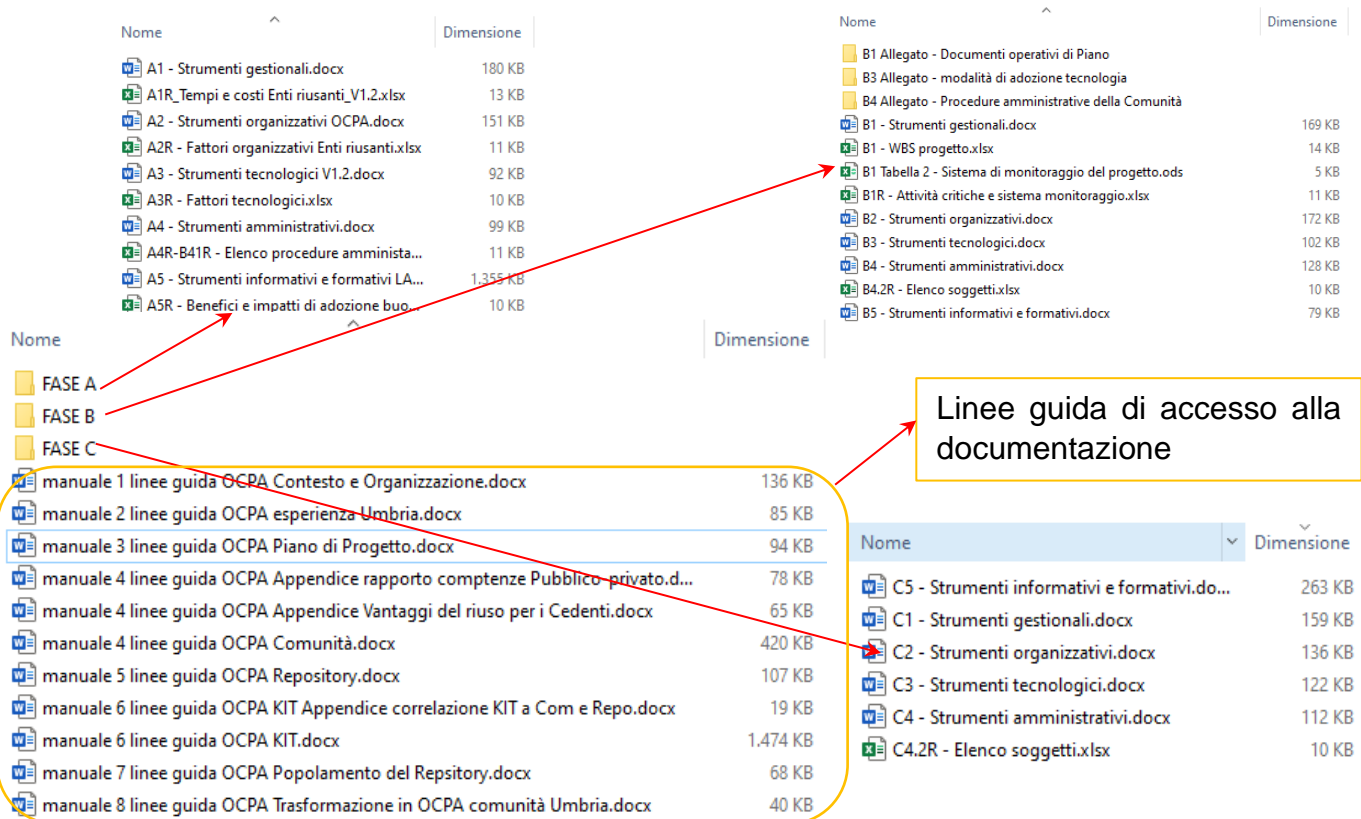 Nome Dimensione
A1 - Strumenti gestionali.docx 180 KB
A1R_Tempi e costi Enti riusanti_V1.2.xlsx 13 KB
A2 - Strumenti organizzativi OCPA.docx 151 KB
A2R - Fattori organizzativi Enti riusanti.xlsx 11 KB
A3 - Strumenti tecnologici V1.2.docx 92 KB
A3R - Fattori tecnologici.xlsx 10 KB
A4 - Strumenti amministrativi.docx 99 KB
A4R-B41R - Elenco procedure amminista... 11 KB
A5 - Strumenti informativi e formativi LA... 1.355 KB
A5R - Benefici e impatti di adozione buo... 10 KB
Nome Dimensione
B1 Allegato - Documenti operativi di Piano
B3 Allegato - modalità di adozione tecnologia
B4 Allegato - Procedure amministrative della Comunità
B1 - Strumenti gestionali.docx 169 KB
B1 - WBS progetto.xlsx 14 KB
B1 Tabella 2 - Sistema di monitoraggio del progetto.ods 5 KB
B1R - Attività critiche e sistema monitoraggio.xlsx 11 KB
B2 - Strumenti organizzativi.docx 172 KB
B3 - Strumenti tecnologici.docx 102 KB
B4 - Strumenti amministrativi.docx 128 KB
B4.2R - Elenco soggetti.xlsx 10 KB
B5 - Strumenti informativi e formativi.docx 79 KB
Nome Dimensione
FASE A
FASE B
FASE C
manuale 1 linee guida OCPA Contesto e Organizzazione.docx 136 KB
manuale 2 linee guida OCPA esperienza Umbria.docx 85 KB
manuale 3 linee guida OCPA Piano di Progetto.docx 94 KB
manuale 4 linee guida OCPA Appendice rapporto comptenze Pubblico-privato.d... 78 KB
manuale 4 linee guida OCPA Appendice Vantaggi del riuso per i Cedenti.docx 65 KB
manuale 4 linee guida OCPA Comunità.docx 420 KB
manuale 5 linee guida OCPA Repository.docx 107 KB
manuale 6 linee guida OCPA KIT Appendice correlazione KIT a Com e Repo.docx 19 KB
manuale 6 linee guida OCPA KIT.docx 1.474 KB
manuale 7 linee guida OCPA Popolamento del Repsitory.docx 68 KB
manuale 8 linee guida OCPA Trasformazione in OCPA comunità Umbria.docx 40 KB
Linee guida di accesso alla
documentazione
Nome Dimensione
C5 - Strumenti informativi e formativi.do... 263 KB
C1 - Strumenti gestionali.docx 159 KB
C2 - Strumenti organizzativi.docx 136 KB
C3 - Strumenti tecnologici.docx 122 KB
C4 - Strumenti amministrativi.docx 112 KB
C4.2R - Elenco soggetti.xlsx 10 KB